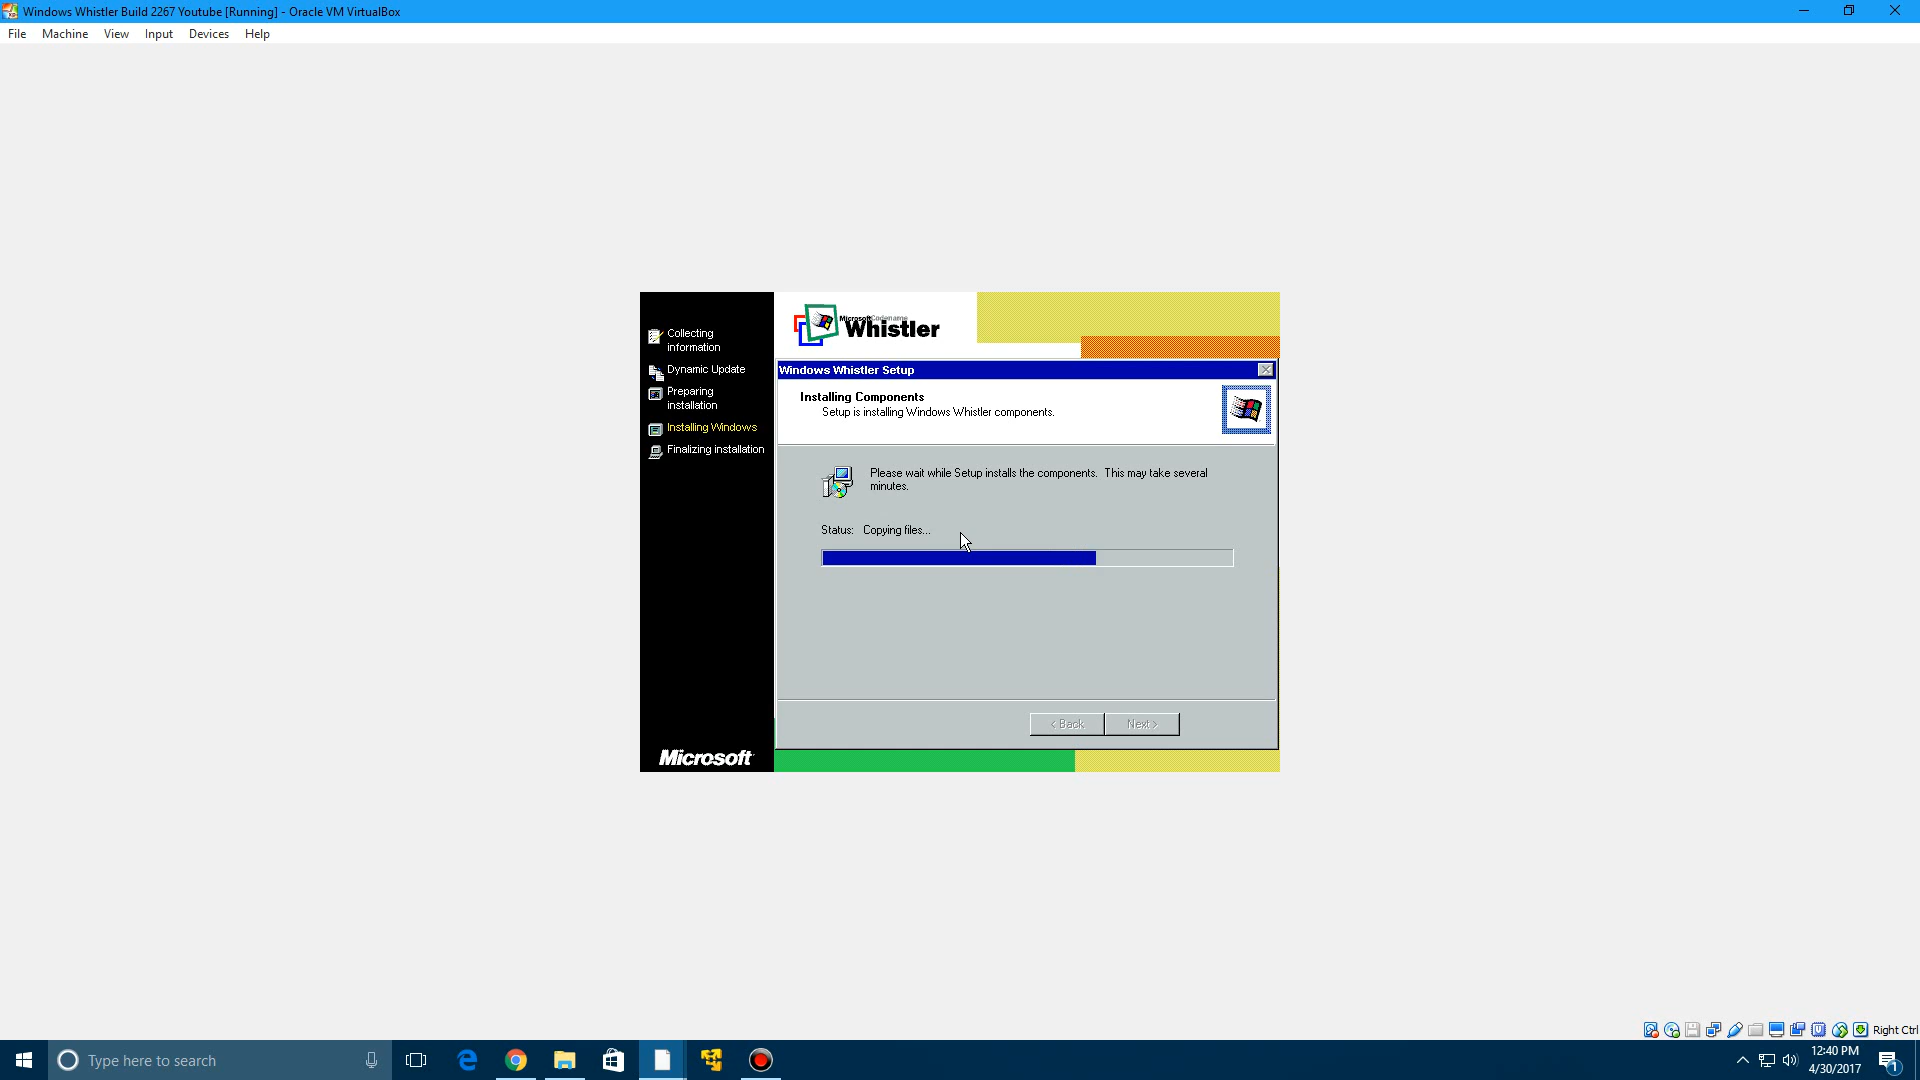 Windows Whistler Build 2267 Youtube [Running] - Oracle VM VirtualBox
File Machine View Input Devices Help
Collecting
information
Dynamic Update
Preparing
installation
Installing Windows
Finalizing installation
Microsoft
Microsoft Codename
Whistler
Windows Whistler Setup
Installing Components
Setup is installing Windows Whistler components.
Please wait while Setup installs the components. This may take several
minutes.
Status: Copying files...
< Back Next >
Right Ctrl
Type here to search
12:40 PM
4/30/2017
1